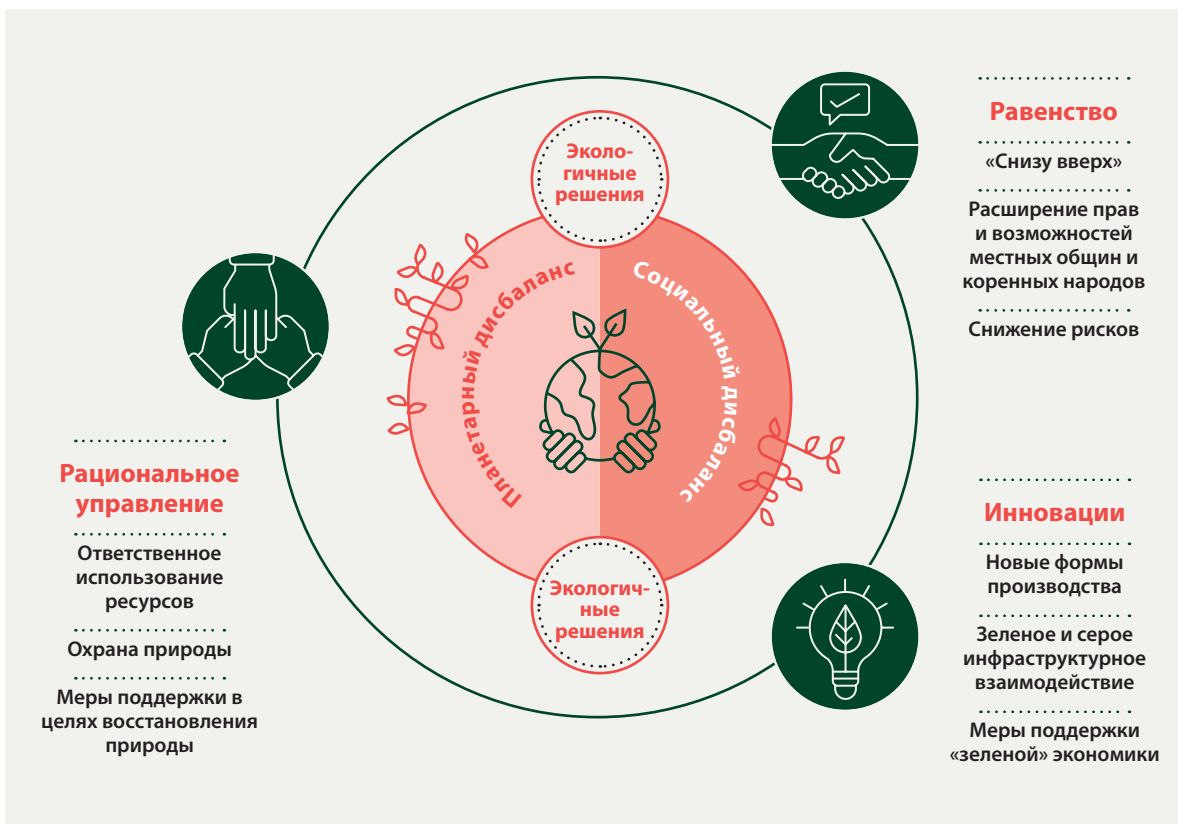 Эколо-
гичные
решения
Планетарный дисбаланс
Социальный дисбаланс
Экологич-
ные
решения
Равенство
«Снизу вверх»
Расширение прав
и возможностей
местных общин и
коренных народов
Снижение рисков
Рациональное
управление
Ответственное
использование
ресурсов
Охрана природы
Меры поддержки в
целях восстановления
природы
Инновации
Новые формы
производства
Зеленое и серое
инфраструктурное
взаимодействие
Меры поддержки
«зеленой» экономики